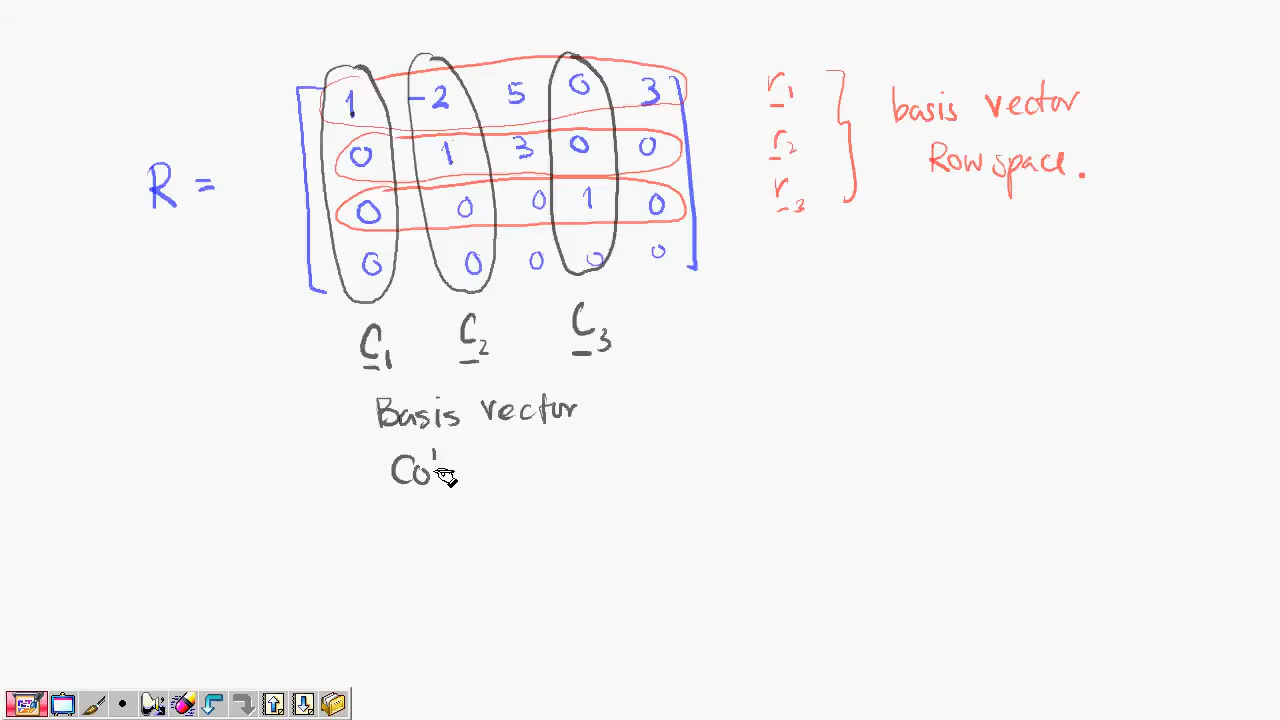 R =
1 -2 5 0 3
0 1 3 0 0
0 0 0 1 0
0 0 0 0 0
r1
r2
r3
basis vector
Row space.
C1 C2 C3
Basis vector
Co'